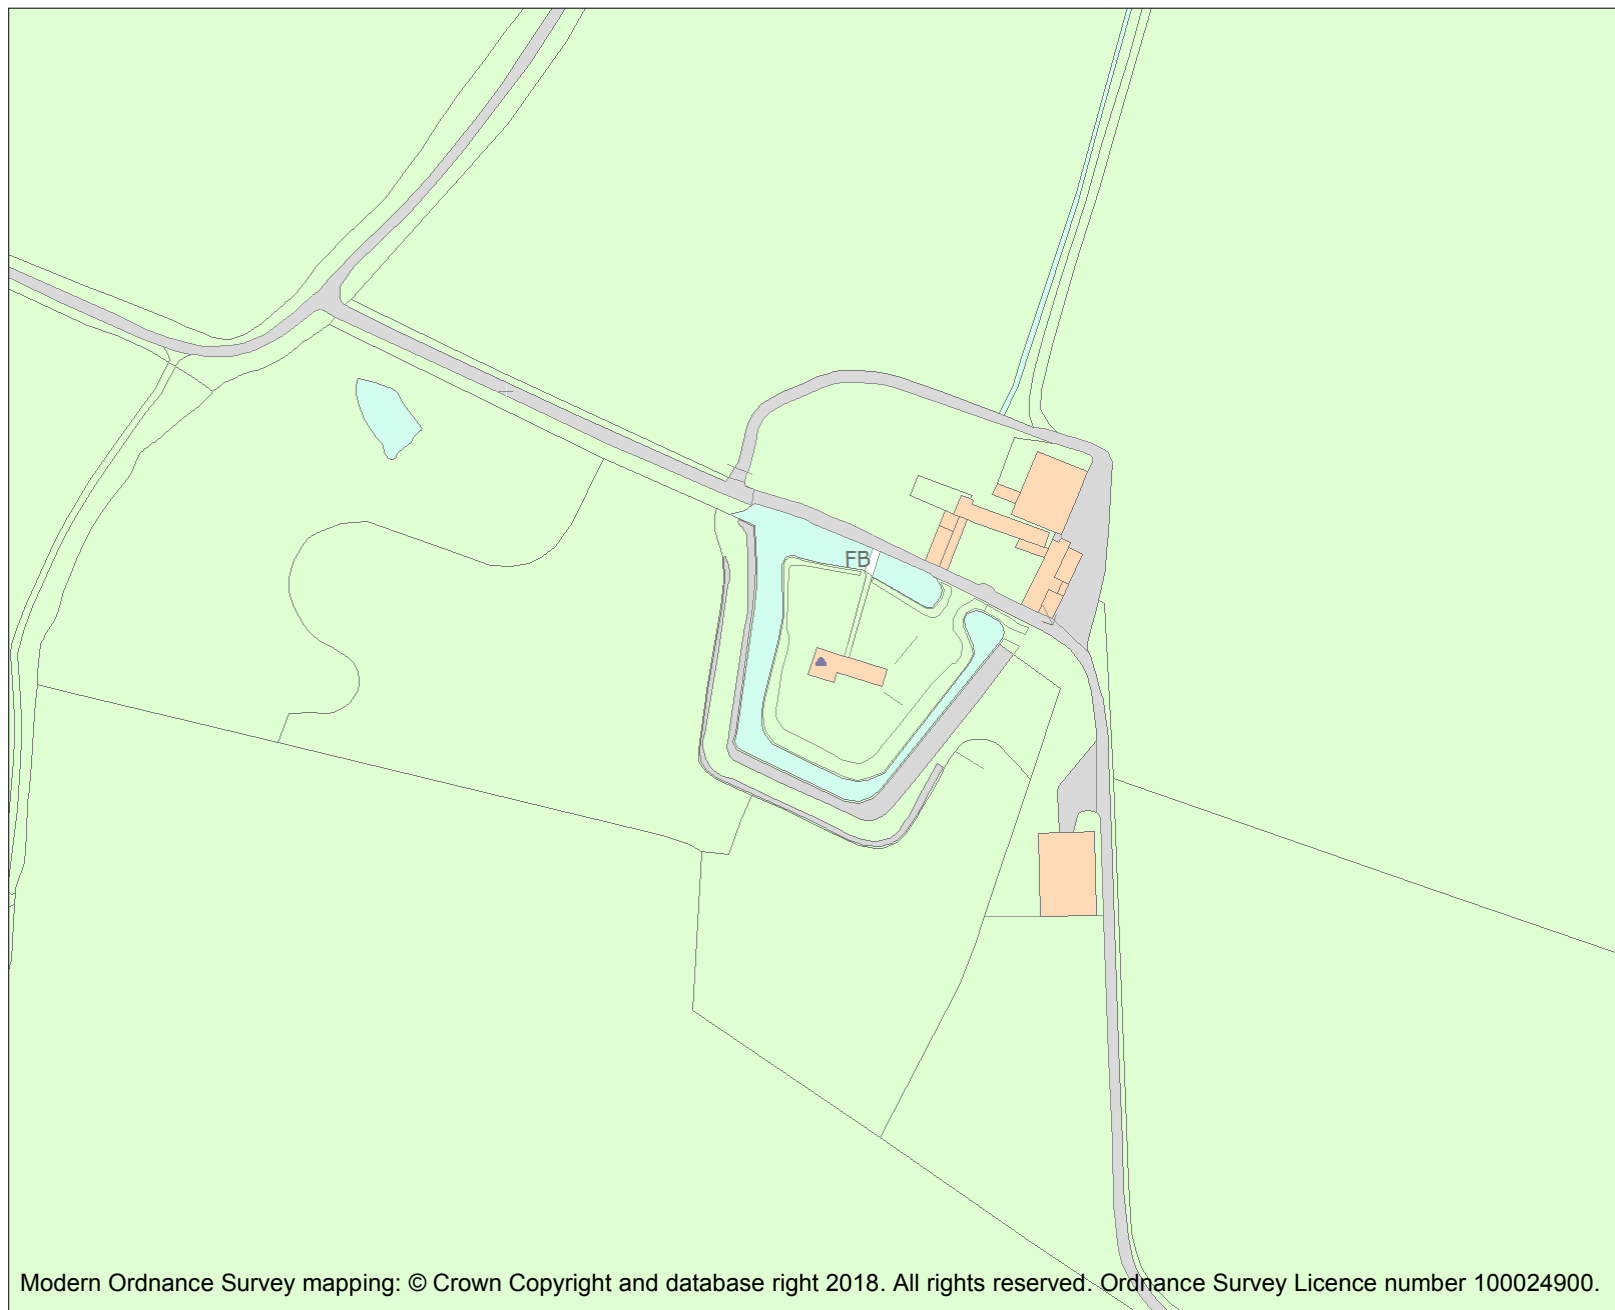 FB
Modern Ordnance Survey mapping: © Crown Copyright and database right 2018. All rights reserved. Ordnance Survey Licence number 100024900.